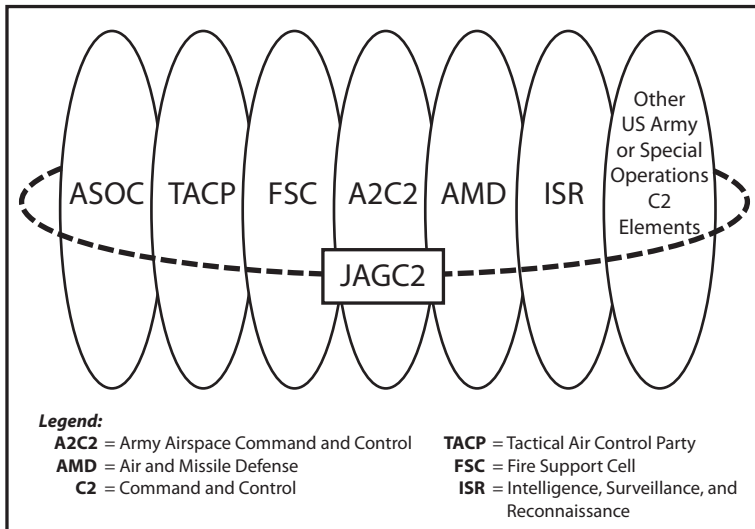 Other
US Army
or Special
Operations
C2
Elements
ASOC TACP FSC A2C2 AMD ISR
JAGC2
Legend:
A2C2 = Army Airspace Command and Control
AMD = Air and Missile Defense
C2 = Command and Control
TACP = Tactical Air Control Party
FSC = Fire Support Cell
ISR = Intelligence, Surveillance, and
Reconnaissance